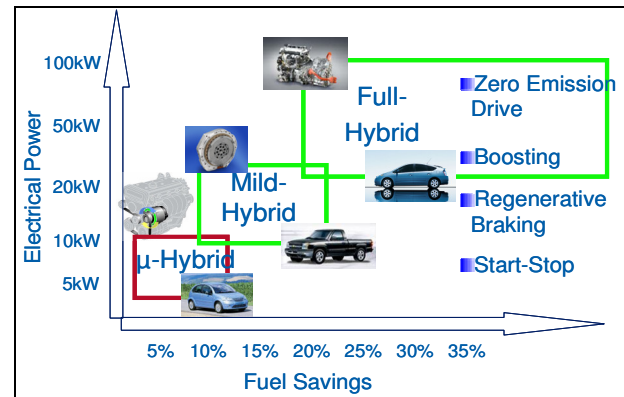 100kW
50kW
20kW
10kW
5kW
Electrical Power
Full-
Hybrid
Mild-
Hybrid
µ-Hybrid
Zero Emission
Drive
Boosting
Regenerative
Braking
Start-Stop
5% 10% 15% 20% 25% 30% 35%
Fuel Savings